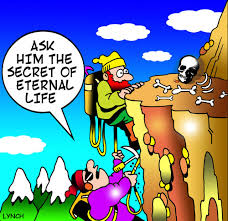 ASK
HIM THE
SECRET OF
ETERNAL
LIFE
LYNCH